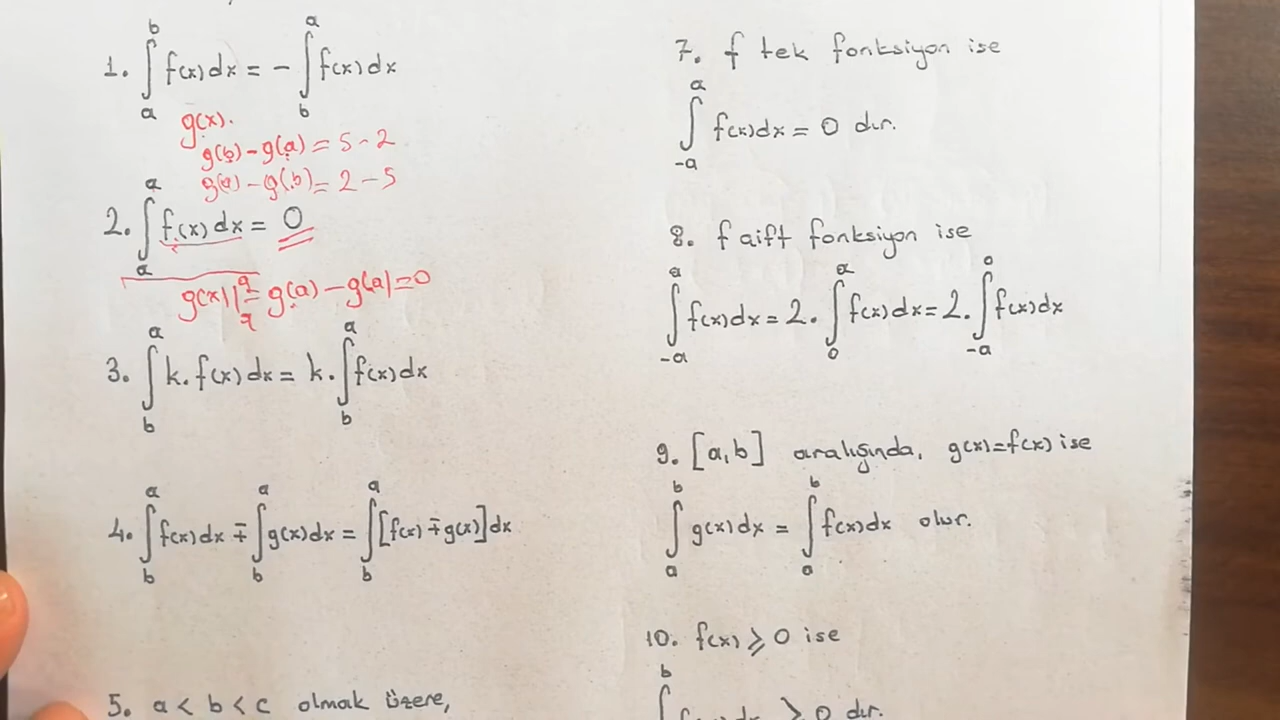 1. ∫_a^b f(x)dx = - ∫_b^a f(x)dx
g(x).
g(b)-g(a) = 5-2
g(a)-g(b) = 2-5
2. ∫_a^a f(x)dx = 0
g(x)|_a^a = g(a)-g(a)=0
3. ∫_b^a k.f(x)dx = k.∫_b^a f(x)dx
4. ∫_b^a f(x)dx ∓ ∫_b^a g(x)dx = ∫_b^a [f(x)∓g(x)]dx
5. a < b < c olmak üzere,
7. f tek fonksiyon ise
∫_-a^a f(x)dx = 0 dır.
8. f çift fonksiyon ise
∫_-a^a f(x)dx = 2. ∫_0^a f(x)dx = 2. ∫_-a^0 f(x)dx
9. [a,b] aralığında, g(x)=f(x) ise
∫_a^b g(x)dx = ∫_a^b f(x)dx olur.
10. f(x) ⩾ 0 ise
∫^b f(x)dx ⩾ 0 dır.